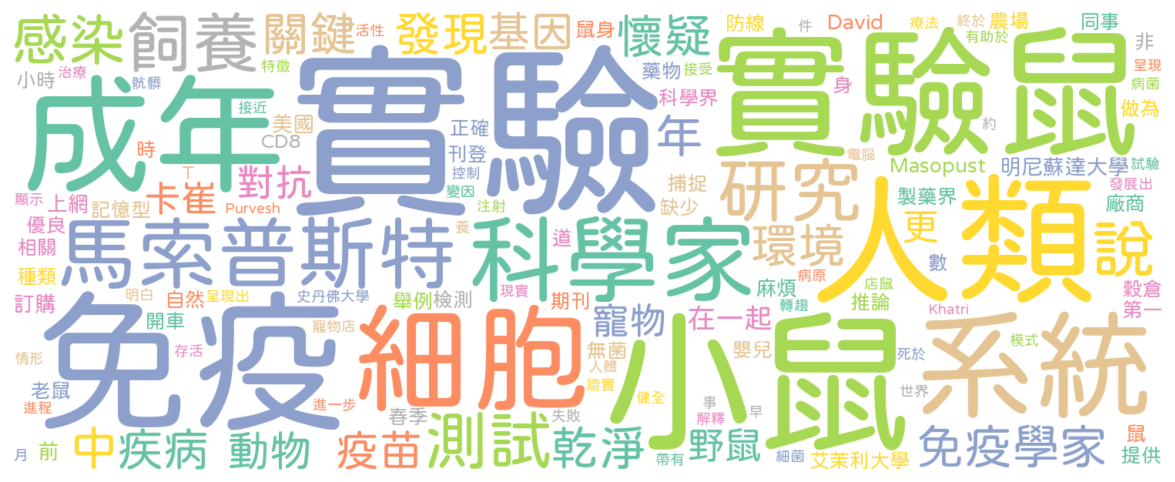 感染
飼養
關鍵
活性
發現
基因
鼠身
懷疑
防線
件
David
療法
終於
農場
有助於
同事
非
呈現
病菌
小時
治療
骯髒
特徵
藥物
接受
科學界
身
做為
成年
實驗
實驗鼠
接近
美國
CD8
正確
刊登
控制
變因
年
約
電腦
時
T
對抗
研究
Masopust
明尼蘇達大學
試驗
發展出
顯示
上網
記憶型
卡崔
Purvesh
注射
捕捉
缺少
製藥界
廠商
優良
相關
馬索普斯特
養
科學家
道
環境
人類
更
數
說
種類
訂購
明白
自然
呈現出
史丹佛大學
舉例
檢測
現實
期刊
麻煩
病原
轉趨
店鼠
推論
穀倉
第一
開車
存活
寵物店
寵物
在一起
Khatri
免疫
細胞
無菌
人體
證實
小鼠
嬰兒
死於
模式
系統
情形
老鼠
進程
進一步
春季
失敗
健全
事
解釋
早
世界
月
前
中
疾病
動物
疫苗
測試
乾淨
帶有
野鼠
細菌
艾茉利大學
免疫學家
鼠
提供